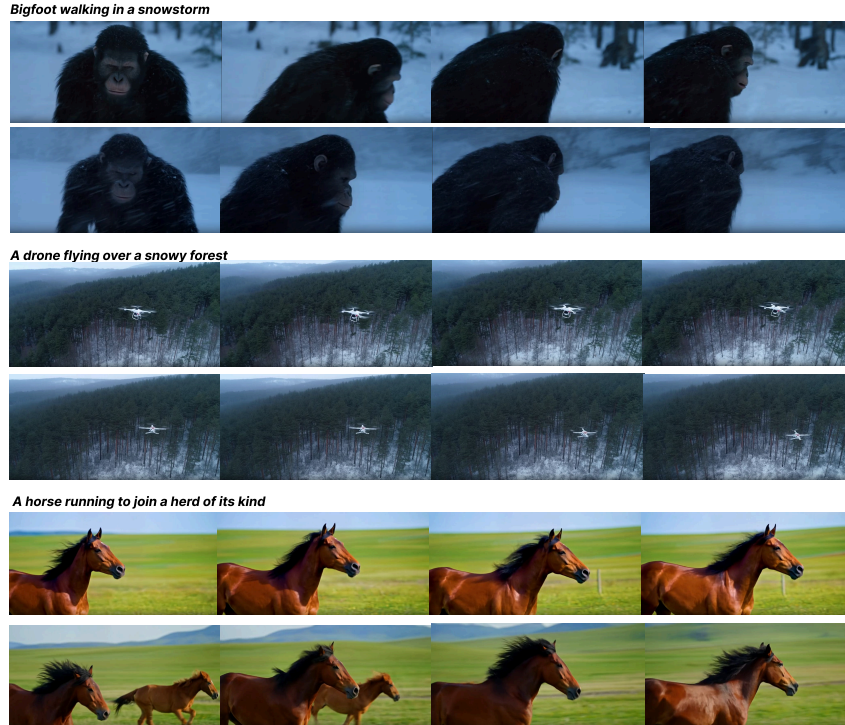 Bigfoot walking in a snowstorm
A drone flying over a snowy forest
A horse running to join a herd of its kind